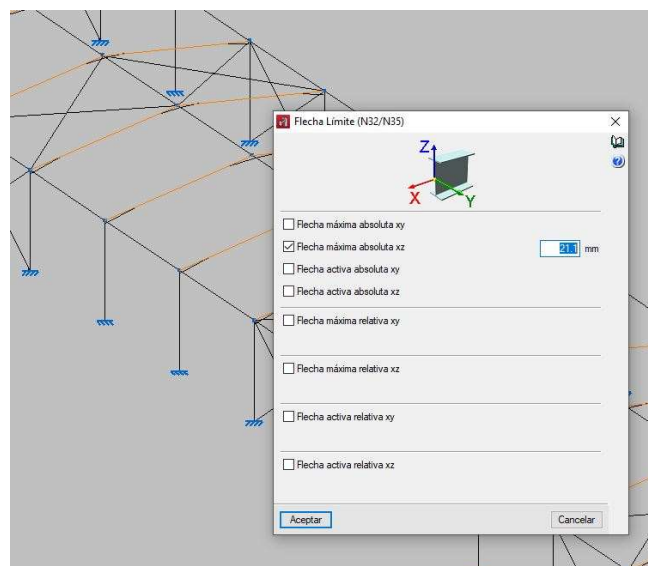 Flecha Límite (N32/N35)
Z
X
Y
Flecha máxima absoluta xy
Flecha máxima absoluta xz 21.1 mm
Flecha activa absoluta xy
Flecha activa absoluta xz
Flecha máxima relativa xy
Flecha máxima relativa xz
Flecha activa relativa xy
Flecha activa relativa xz
Aceptar Cancelar